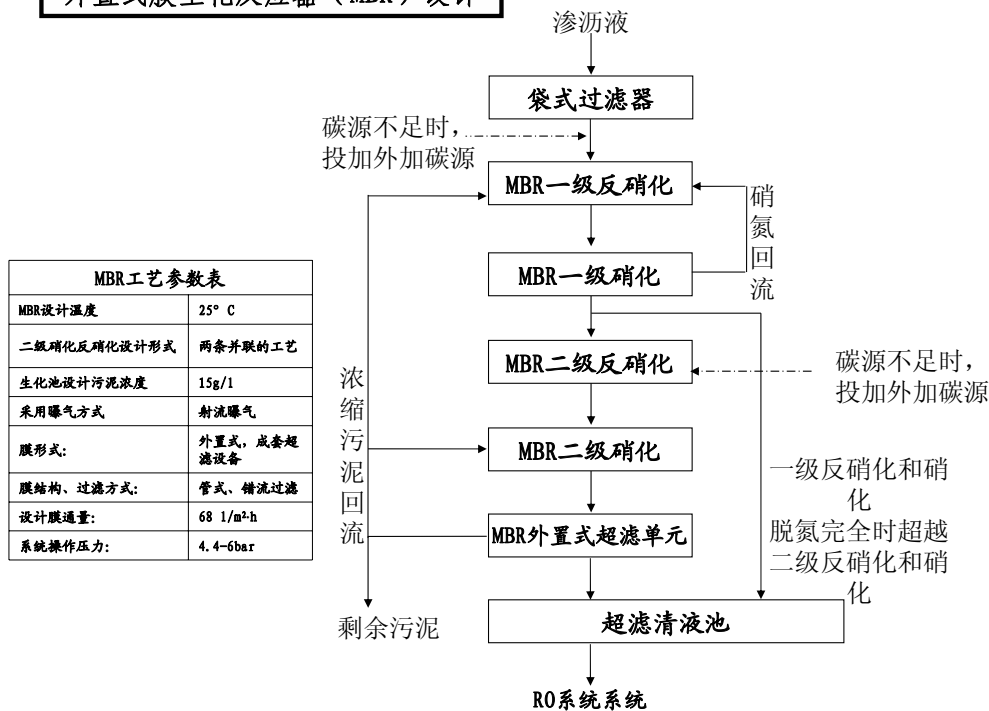 外置式膜生化反应器（MBR）设计
渗沥液
袋式过滤器
碳源不足时，
投加外加碳源
MBR一级反硝化
硝
氮
回
流
MBR一级硝化
MBR工艺参数表
MBR设计温度 25° C
二级硝化反硝化设计形式 两条并联的工艺
生化池设计污泥浓度 15g/l
采用曝气方式 射流曝气
膜形式: 外置式，成套超
滤设备
膜结构、过滤方式: 管式、错流过滤
设计膜通量: 68 l/m²·h
系统操作压力: 4.4-6bar
MBR二级反硝化
碳源不足时，
投加外加碳源
浓
缩
污
泥
回
流
MBR二级硝化
一级反硝化和硝
化
脱氮完全时超越
二级反硝化和硝
化
MBR外置式超滤单元
剩余污泥
超滤清液池
RO系统系统